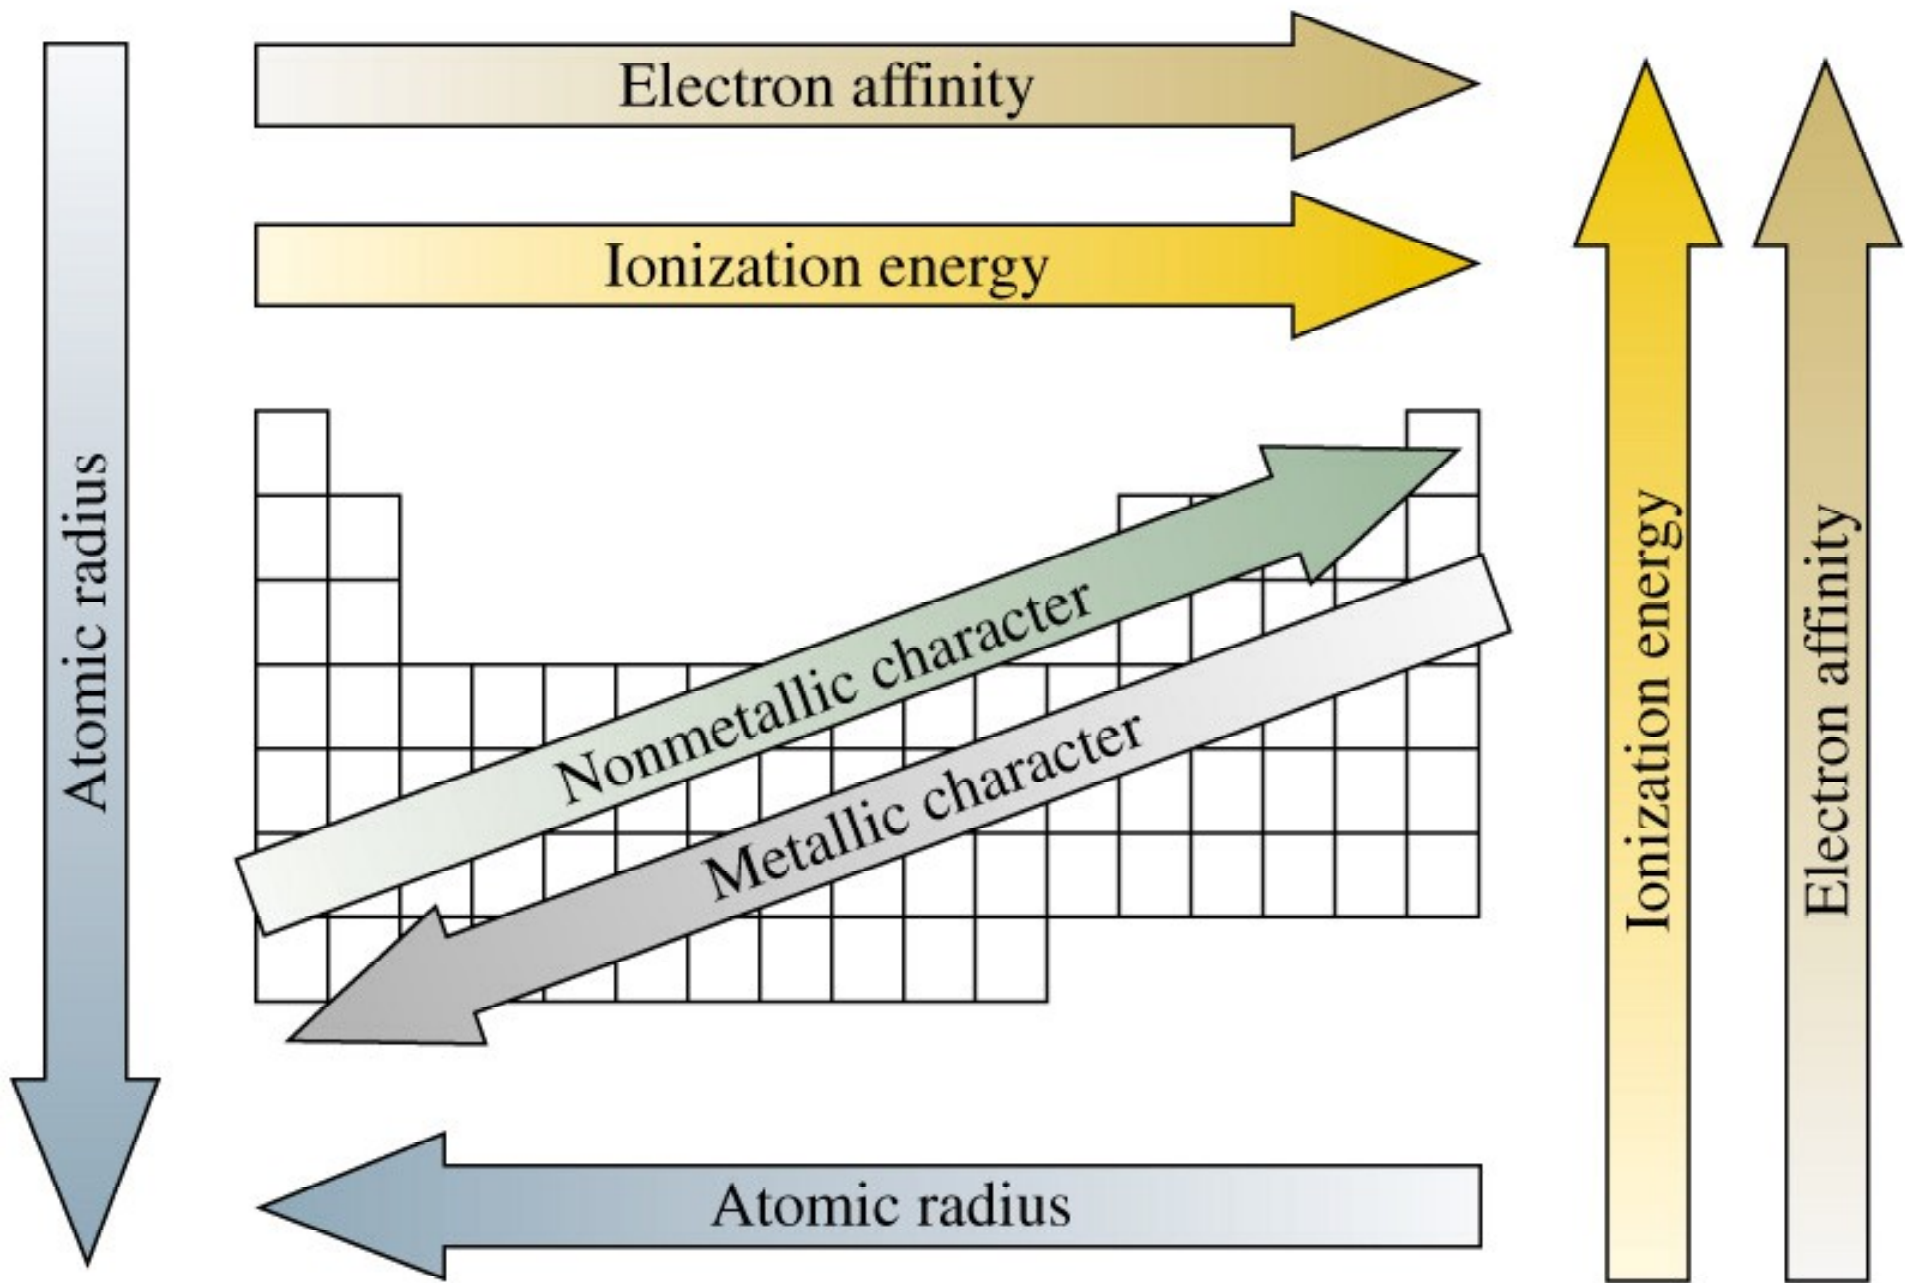 Electron affinity
Ionization energy
Atomic radius
Nonmetallic character
Metallic character
Ionization energy
Electron affinity
Atomic radius